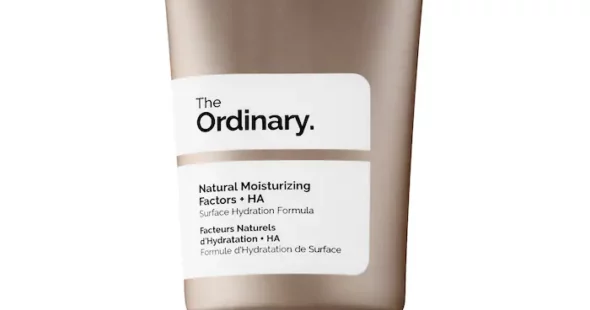 The
Ordinary.
Natural Moisturizing
Factors + HA
Surface Hydration Formula
Facteurs Naturels
d'Hydratation + HA
Formule d'Hydratation de Surface